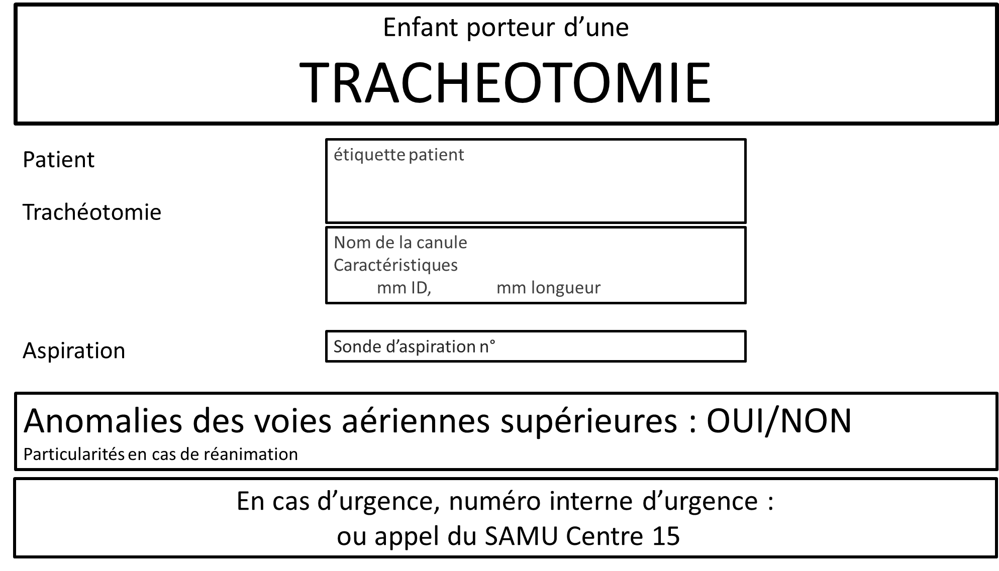 Enfant porteur d’une
TRACHEOTOMIE
Patient
étiquette patient
Trachéotomie
Nom de la canule
Caractéristiques
mm ID, mm longueur
Aspiration
Sonde d’aspiration n°
Anomalies des voies aériennes supérieures : OUI/NON
Particularités en cas de réanimation
En cas d’urgence, numéro interne d’urgence :
ou appel du SAMU Centre 15